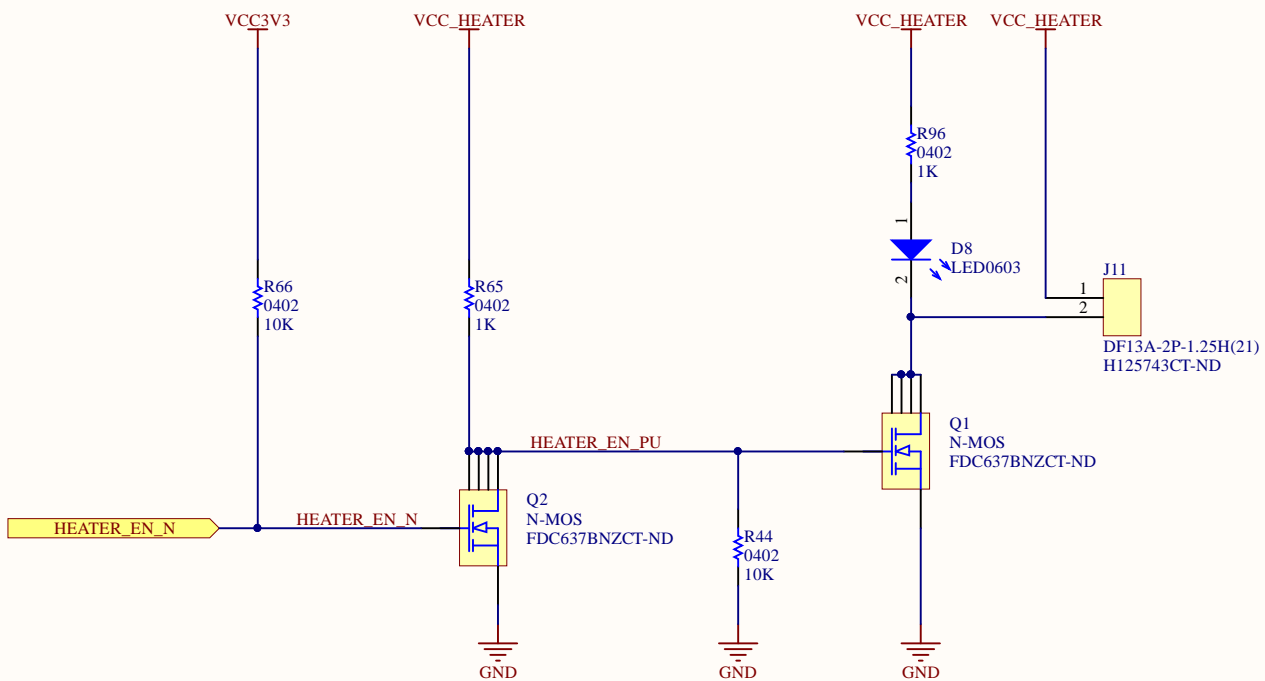 VCC3V3
VCC_HEATER
VCC_HEATER
VCC_HEATER
R96
0402
1K
1
D8
LED0603
2
J11
1
2
DF13A-2P-1.25H(21)
H125743CT-ND
R66
0402
10K
R65
0402
1K
Q1
N-MOS
FDC637BNZCT-ND
HEATER_EN_PU
HEATER_EN_N
HEATER_EN_N
Q2
N-MOS
FDC637BNZCT-ND
R44
0402
10K
GND
GND
GND